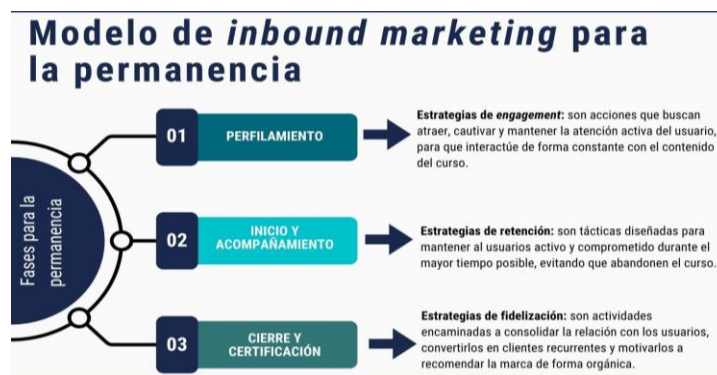 Modelo de inbound marketing para
la permanencia
Fases para la
permanencia
01
PERFILAMIENTO
Estrategias de engagement: son acciones que buscan
atraer, cautivar y mantener la atención activa del usuario,
para que interactúe de forma constante con el contenido
del curso.
02
INICIO Y
ACOMPAÑAMIENTO
Estrategias de retención: son tácticas diseñadas para
mantener al usuarios activo y comprometido durante el
mayor tiempo posible, evitando que abandonen el curso.
03
CIERRE Y
CERTIFICACIÓN
Estrategias de fidelización: son actividades
encaminadas a consolidar la relación con los usuarios,
convertirlos en clientes recurrentes y motivarlos a
recomendar la marca de forma orgánica.